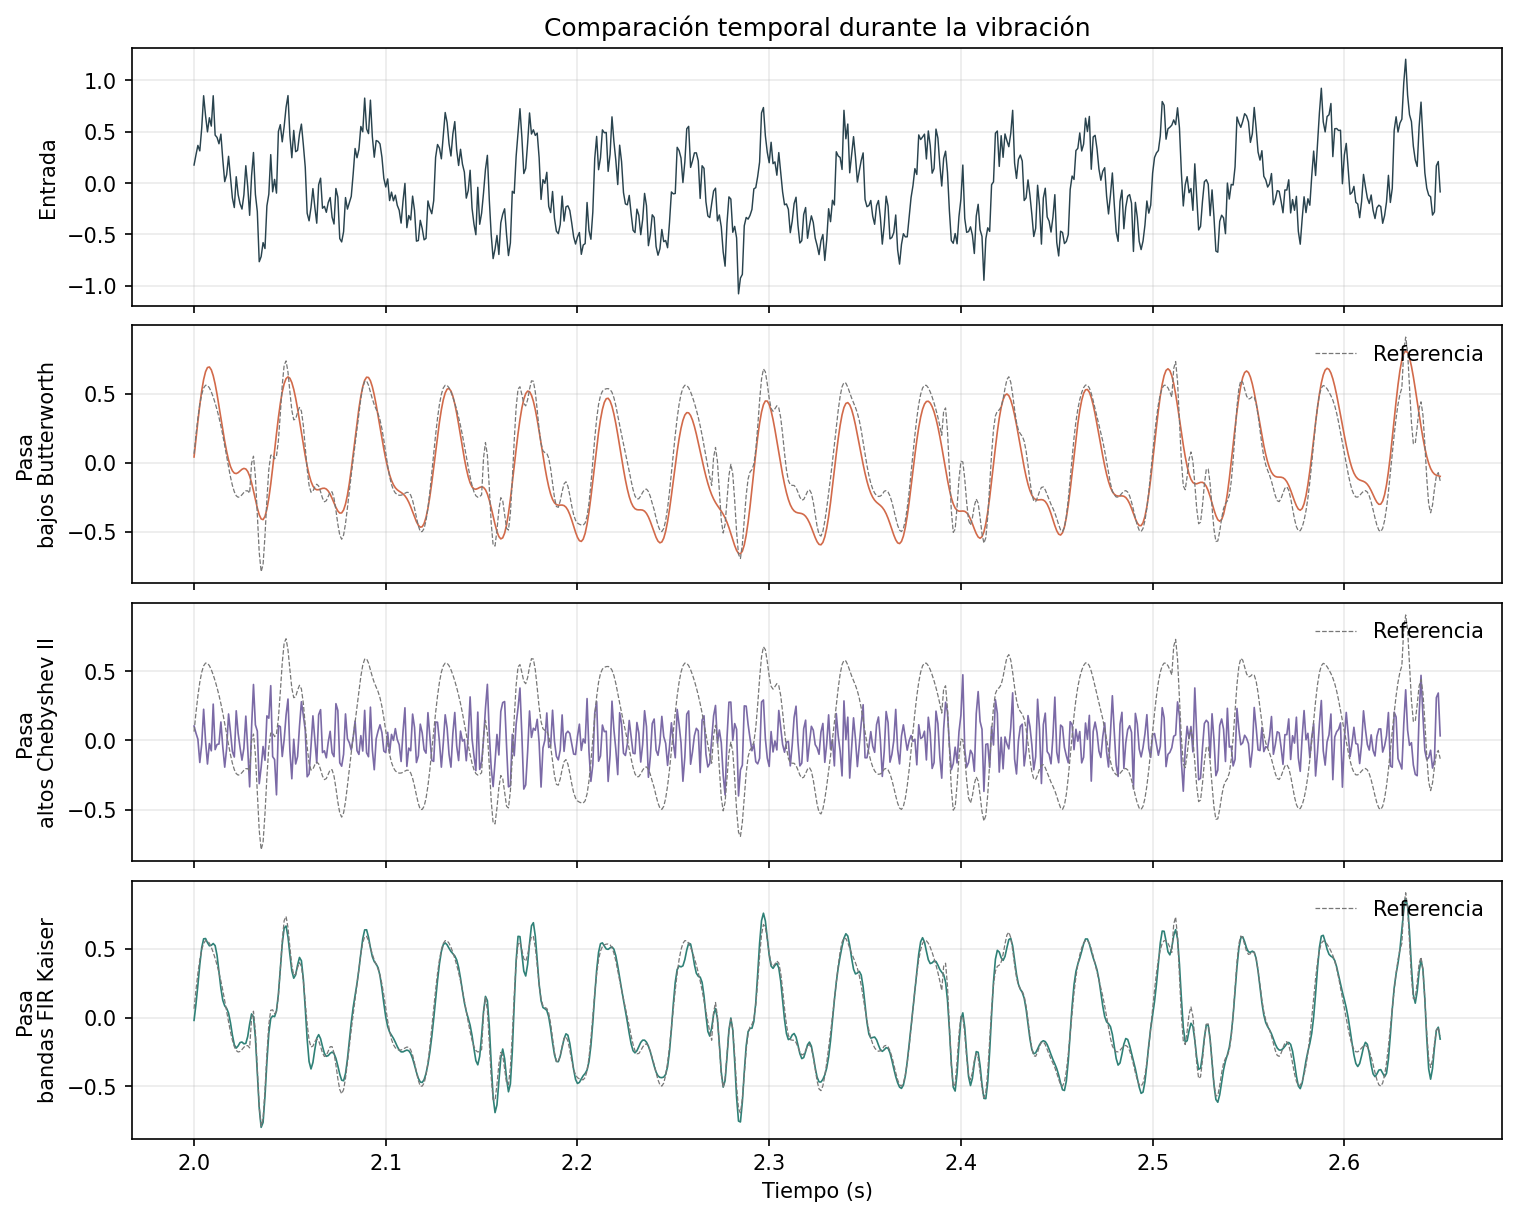 Comparación temporal durante la vibración
Entrada
1.0
0.5
0.0
−0.5
−1.0
Pasa
bajos Butterworth
0.5
0.0
−0.5
Referencia
Pasa
altos Chebyshev II
0.5
0.0
−0.5
Referencia
Pasa
bandas FIR Kaiser
0.5
0.0
−0.5
Referencia
2.0 2.1 2.2 2.3 2.4 2.5 2.6
Tiempo (s)